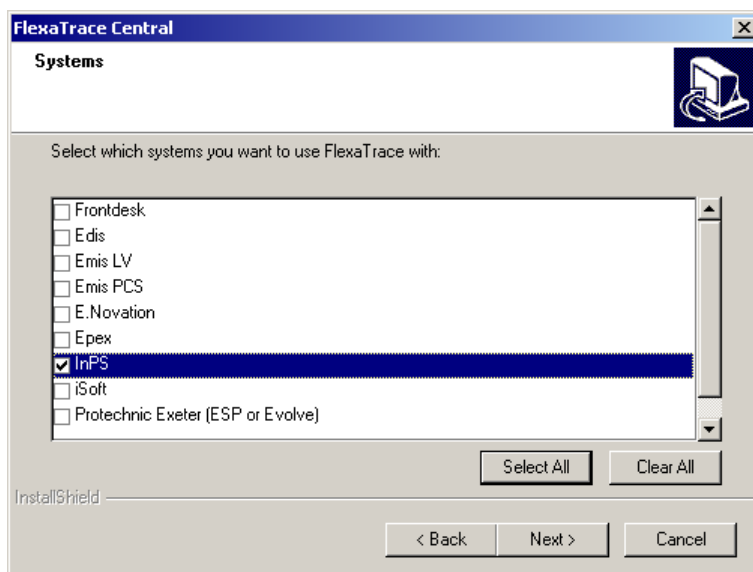 FlexaTrace Central
Systems
Select which systems you want to use FlexaTrace with:
Frontdesk
Edis
Emis LV
Emis PCS
E.Novation
Epex
InPS
iSoft
Protechnic Exeter (ESP or Evolve)
Select All Clear All
InstallShield
< Back Next > Cancel